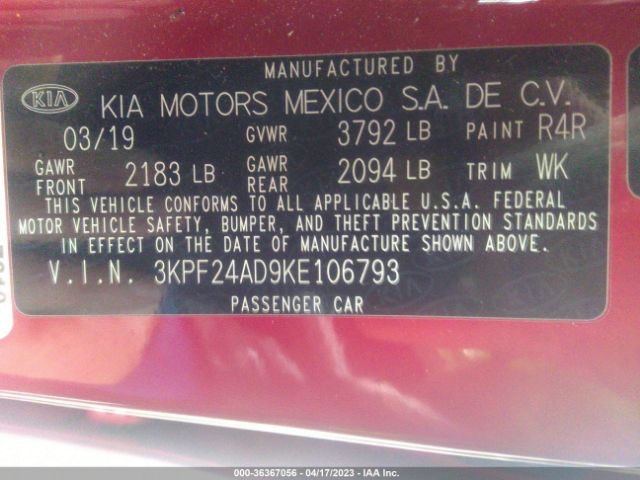 MANUFACTURED BY
KIA KIA MOTORS MEXICO S.A. DE C.V.
03/19 GVWR 3792 LB PAINT R4R
GAWR FRONT 2183 LB GAWR REAR 2094 LB TRIM WK
THIS VEHICLE CONFORMS TO ALL APPLICABLE U.S.A. FEDERAL
MOTOR VEHICLE SAFETY, BUMPER, AND THEFT PREVENTION STANDARDS
IN EFFECT ON THE DATE OF MANUFACTURE SHOWN ABOVE.
V.I.N. 3KPF24AD9KE106793
PASSENGER CAR
000-36367056 - 04/17/2023 - IAA Inc.